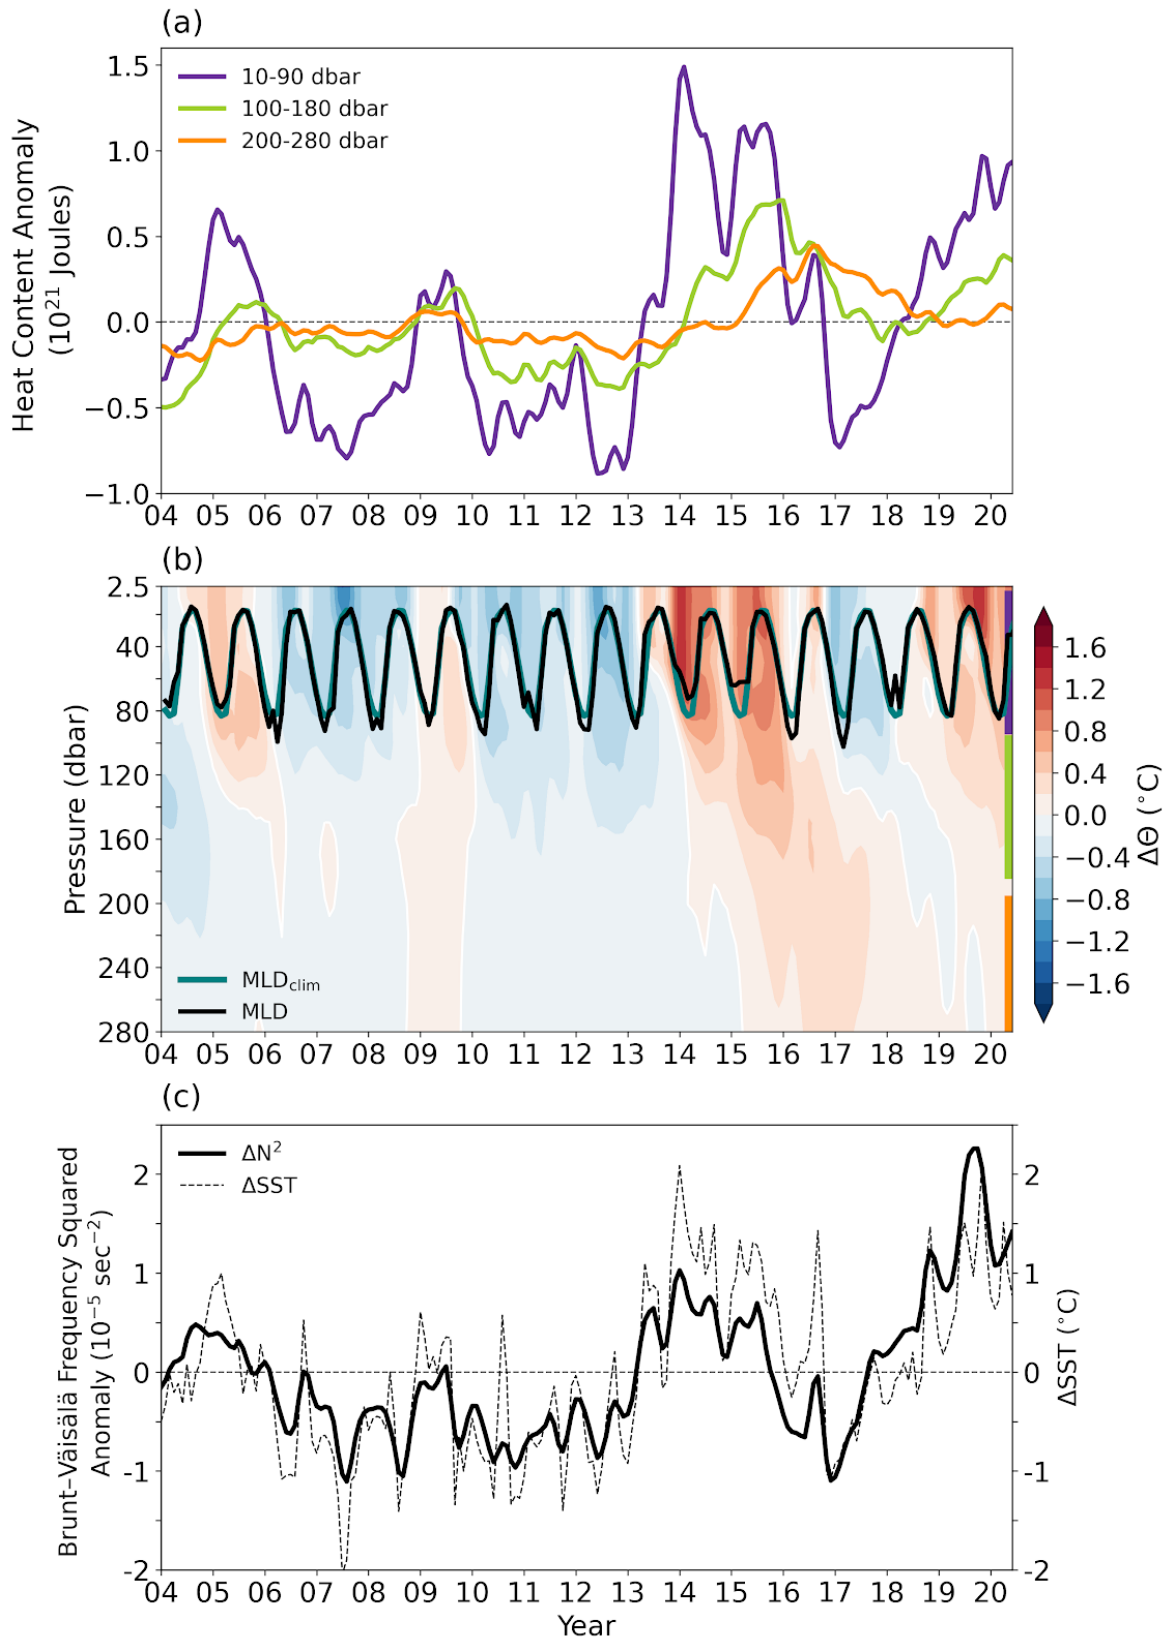 (a)
Heat Content Anomaly
(10²¹ Joules)
1.5
1.0
0.5
0.0
−0.5
−1.0
10-90 dbar
100-180 dbar
200-280 dbar
04 05 06 07 08 09 10 11 12 13 14 15 16 17 18 19 20
(b)
Pressure (dbar)
2.5
40
80
120
160
200
240
280
MLD_clim
MLD
04 05 06 07 08 09 10 11 12 13 14 15 16 17 18 19 20
1.6
1.2
0.8
0.4
0.0
−0.4
−0.8
−1.2
−1.6
ΔΘ (°C)
(c)
Brunt–Väisälä Frequency Squared
Anomaly (10⁻⁵ sec⁻²)
2
1
0
-1
-2
ΔN²
ΔSST
2
1
0
-1
-2
ΔSST (°C)
04 05 06 07 08 09 10 11 12 13 14 15 16 17 18 19 20
Year